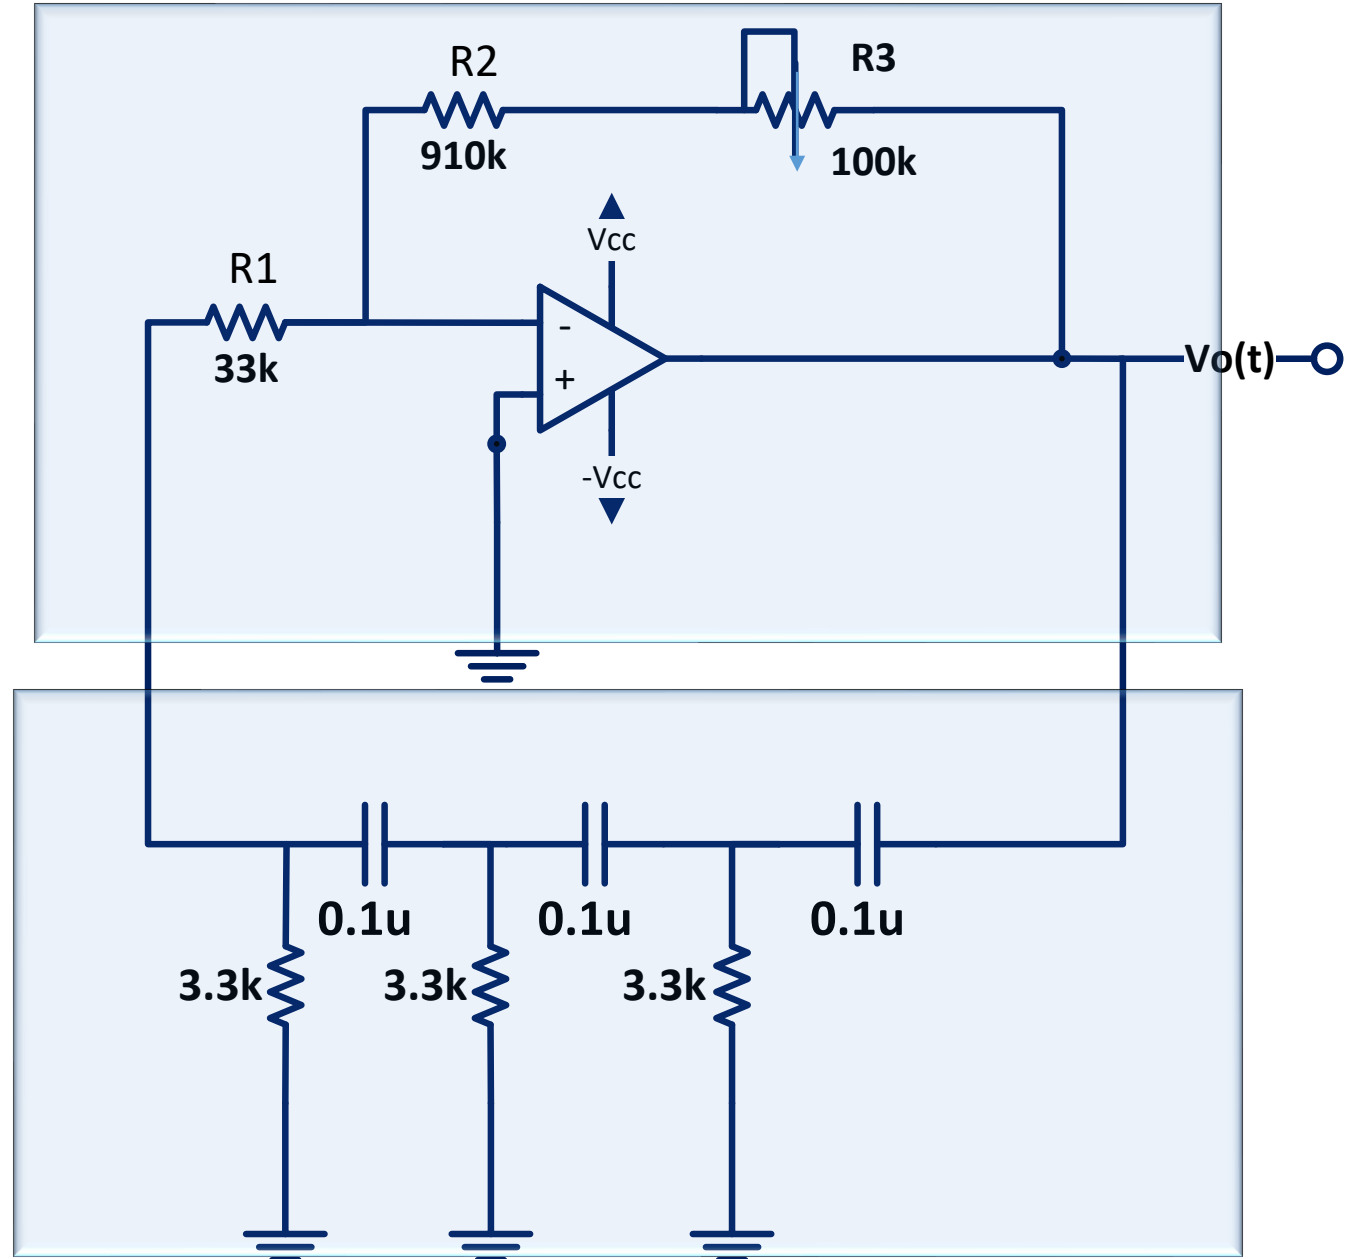 R2
R3
910k
100k
Vcc
R1
-
33k
+
Vo(t)
-Vcc
0.1u
0.1u
0.1u
3.3k
3.3k
3.3k